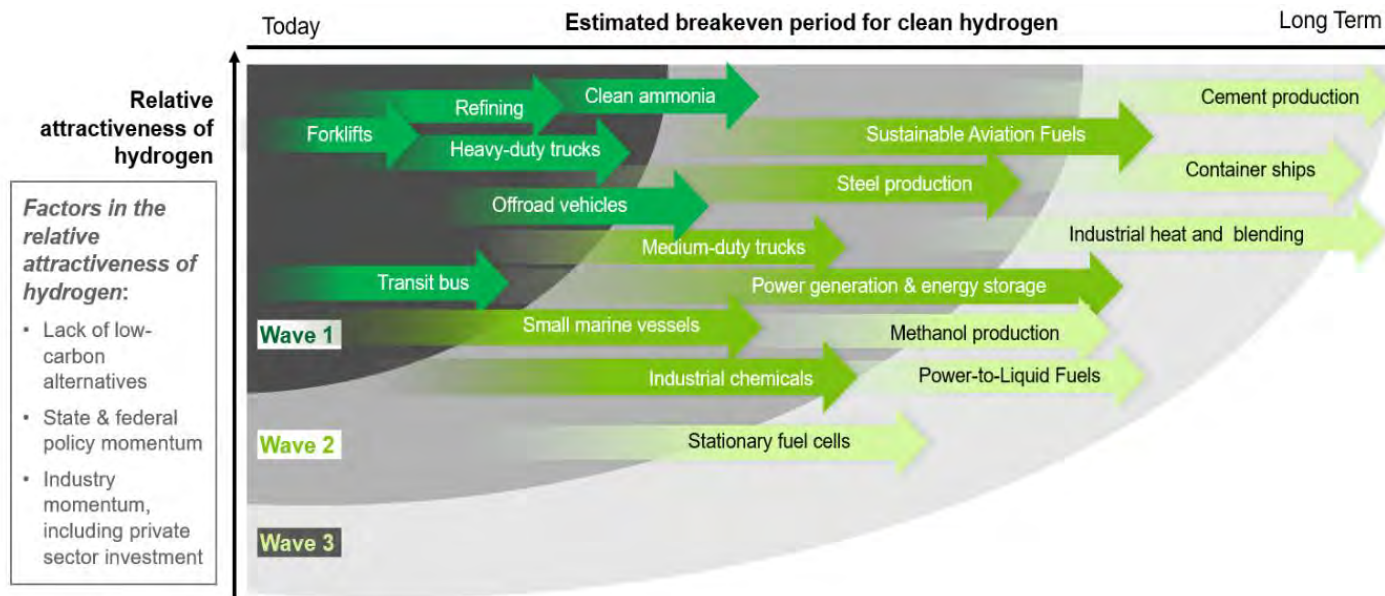 Today
Estimated breakeven period for clean hydrogen
Long Term
Relative
attractiveness of
hydrogen
Factors in the
relative
attractiveness of
hydrogen:
• Lack of low-
carbon
alternatives
• State & federal
policy momentum
• Industry
momentum,
including private
sector investment
Clean ammonia
Cement production
Refining
Forklifts
Sustainable Aviation Fuels
Heavy-duty trucks
Container ships
Steel production
Offroad vehicles
Industrial heat and blending
Medium-duty trucks
Transit bus
Power generation & energy storage
Small marine vessels
Wave 1
Methanol production
Industrial chemicals
Power-to-Liquid Fuels
Wave 2
Stationary fuel cells
Wave 3